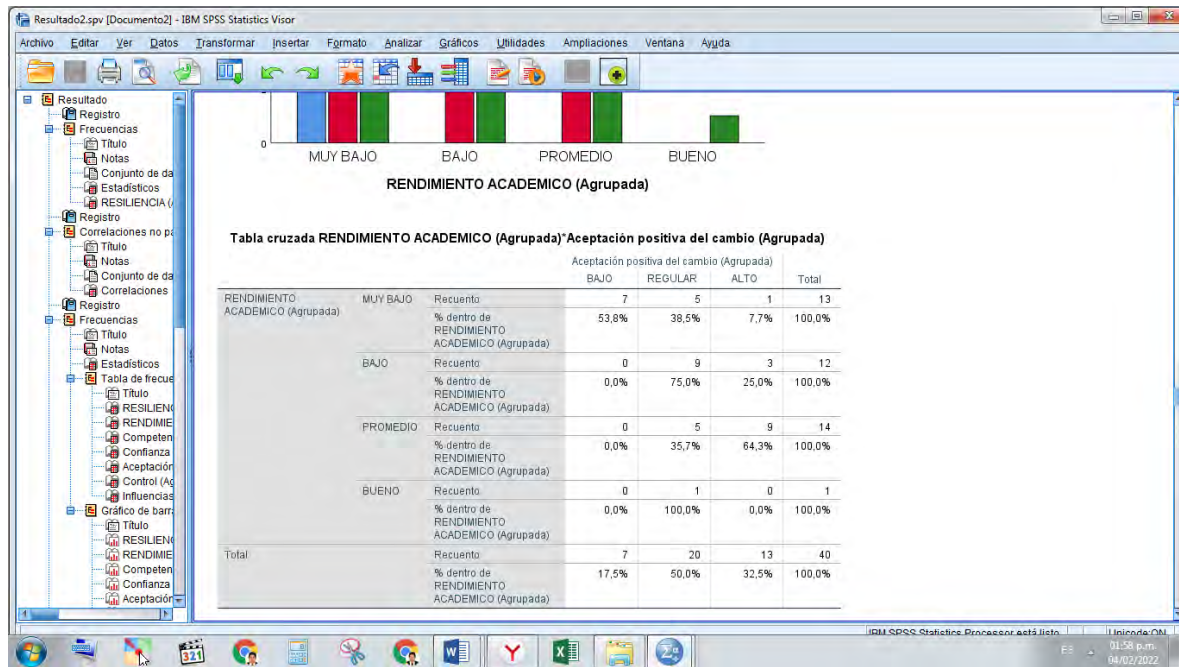 Resultado2.spv [Documento2] - IBM SPSS Statistics Visor
Archivo Editar Ver Datos Transformar Insertar Formato Analizar Gráficos Utilidades Ampliaciones Ventana Ayuda
Resultado
Registro
Frecuencias
Título
Notas
Conjunto de da
Estadísticos
RESILIENCIA (
Registro
Correlaciones no pa
Título
Notas
Conjunto de da
Correlaciones
Registro
Frecuencias
Título
Notas
Estadísticos
Tabla de frecue
Título
RESILIEN
RENDIMIE
Competen
Confianza
Aceptación
Control (Ag
Influencias
Gráfico de barr
Título
RESILIEN
RENDIMIE
Competen
Confianza
Aceptación
0
MUY BAJO BAJO PROMEDIO BUENO
RENDIMIENTO ACADEMICO (Agrupada)
Tabla cruzada RENDIMIENTO ACADEMICO (Agrupada)*Aceptación positiva del cambio (Agrupada)
Aceptación positiva del cambio (Agrupada)
BAJO REGULAR ALTO Total
RENDIMIENTO ACADEMICO (Agrupada) MUY BAJO Recuento 7 5 1 13
% dentro de RENDIMIENTO ACADEMICO (Agrupada) 53,8% 38,5% 7,7% 100,0%
BAJO Recuento 0 9 3 12
% dentro de RENDIMIENTO ACADEMICO (Agrupada) 0,0% 75,0% 25,0% 100,0%
PROMEDIO Recuento 0 5 9 14
% dentro de RENDIMIENTO ACADEMICO (Agrupada) 0,0% 35,7% 64,3% 100,0%
BUENO Recuento 0 1 0 1
% dentro de RENDIMIENTO ACADEMICO (Agrupada) 0,0% 100,0% 0,0% 100,0%
Total Recuento 7 20 13 40
% dentro de RENDIMIENTO ACADEMICO (Agrupada) 17,5% 50,0% 32,5% 100,0%
IBM SPSS Statistics Processor está listo Unicode:ON
321
ES 01:58 p.m.
04/02/2022